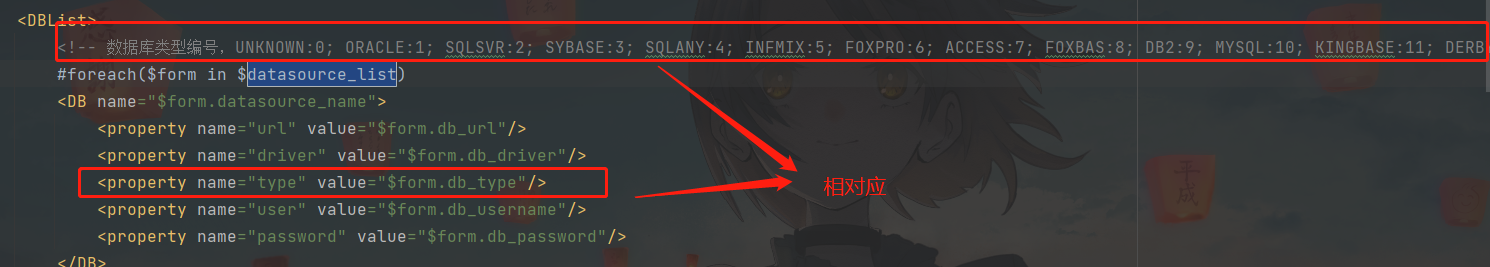 <DBList>
<!-- 数据库类型编号，UNKNOWN:0; ORACLE:1; SQLSVR:2; SYBASE:3; SQLANY:4; INFMIX:5; FOXPRO:6; ACCESS:7; FOXBAS:8; DB2:9; MYSQL:10; KINGBASE:11; DERB
#foreach($form in $datasource_list)
<DB name="$form.datasource_name">
<property name="url" value="$form.db_url"/>
<property name="driver" value="$form.db_driver"/>
<property name="type" value="$form.db_type"/>
相对应
<property name="user" value="$form.db_username"/>
<property name="password" value="$form.db_password"/>
</DB>
平成